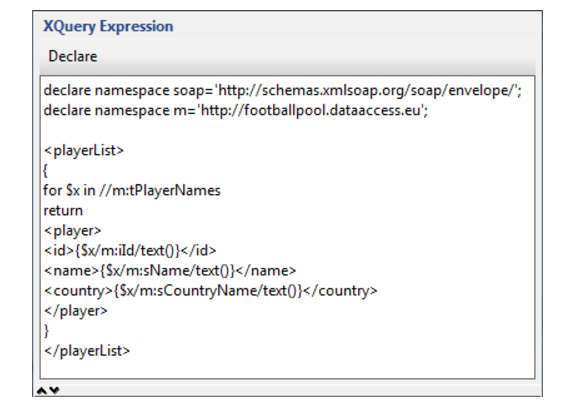 XQuery Expression
Declare
declare namespace soap='http://schemas.xmlsoap.org/soap/envelope/';
declare namespace m='http://footballpool.dataaccess.eu';
<playerList>
{
for $x in //m:tPlayerNames
return
<player>
<id>{$x/m:iId/text()}</id>
<name>{$x/m:sName/text()}</name>
<country>{$x/m:sCountryName/text()}</country>
</player>
}
</playerList>